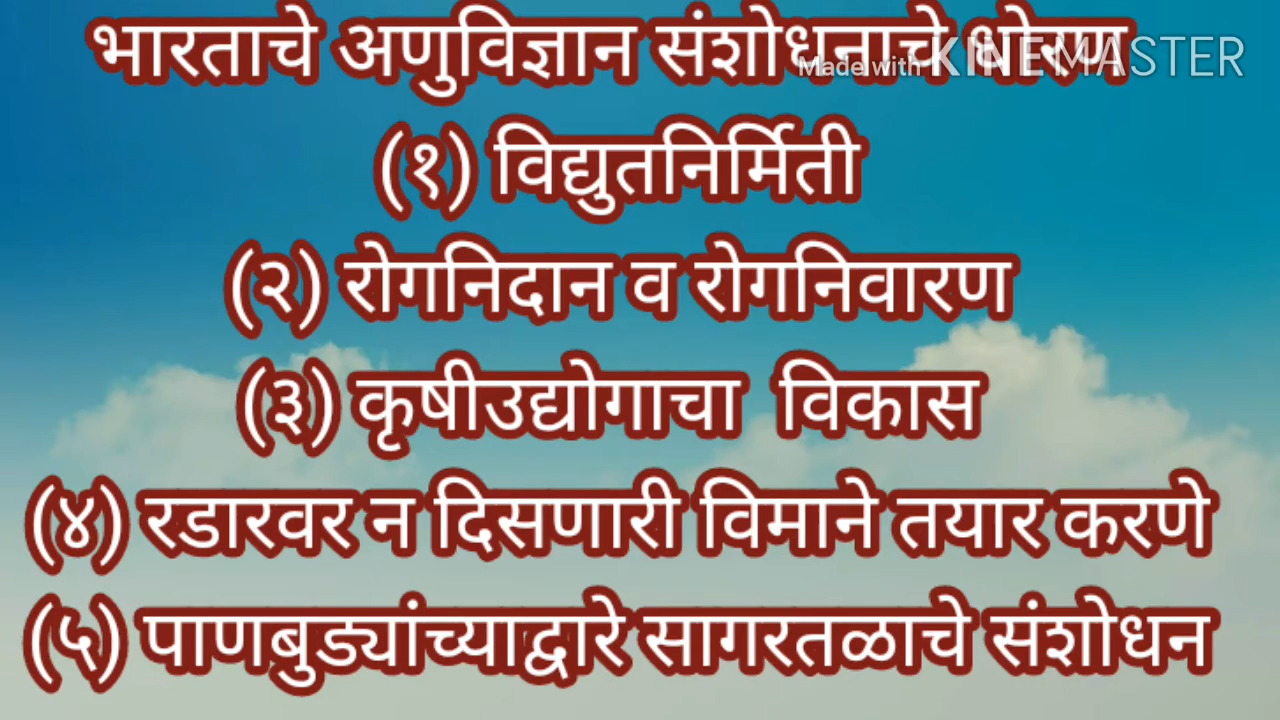 भारताचे अणुविज्ञान संशोधनाचे धोरण
Made with KINEMASTER
(१) विद्युतनिर्मिती
(२) रोगनिदान व रोगनिवारण
(३) कृषीउद्योगाचा विकास
(४) रडारवर न दिसणारी विमाने तयार करणे
(५) पाणबुड्यांच्याद्वारे सागरतळाचे संशोधन